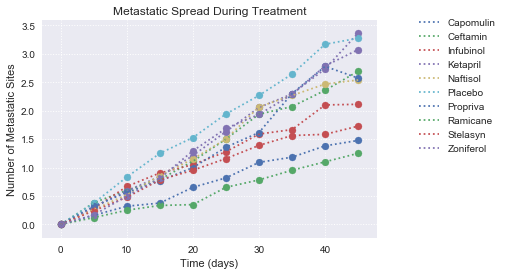 Metastatic Spread During Treatment
3.5
3.0
2.5
2.0
1.5
1.0
0.5
0.0
Number of Metastatic Sites
0
10
20
30
40
Time (days)
Capomulin
Ceftamin
Infubinol
Ketapril
Naftisol
Placebo
Propriva
Ramicane
Stelasyn
Zoniferol